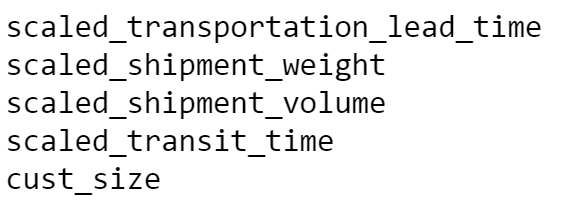 scaled_transportation_lead_time
scaled_shipment_weight
scaled_shipment_volume
scaled_transit_time
cust_size